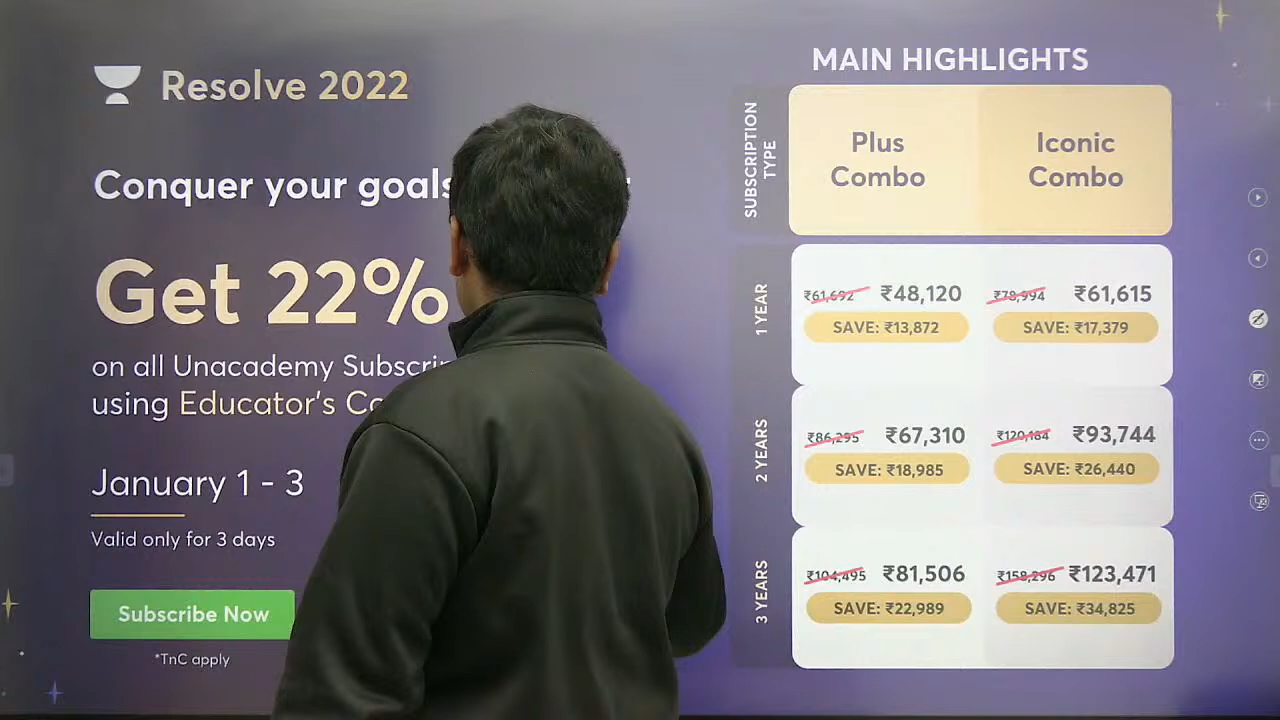 Resolve 2022
Conquer your goals
Get 22%
on all Unacademy
using Educator's
January 1 - 3
Valid only for 3 days
Subscribe Now
*TnC apply
MAIN HIGHLIGHTS
SUBSCRIPTION
TYPE
Plus
Combo
Iconic
Combo
1 YEAR
₹61,692 ₹48,120
SAVE: ₹13,872
₹78,994 ₹61,615
SAVE: ₹17,379
2 YEARS
₹86,295 ₹67,310
SAVE: ₹18,985
₹120,184 ₹93,744
SAVE: ₹26,440
3 YEARS
₹104,495 ₹81,506
SAVE: ₹22,989
₹158,296 ₹123,471
SAVE: ₹34,825